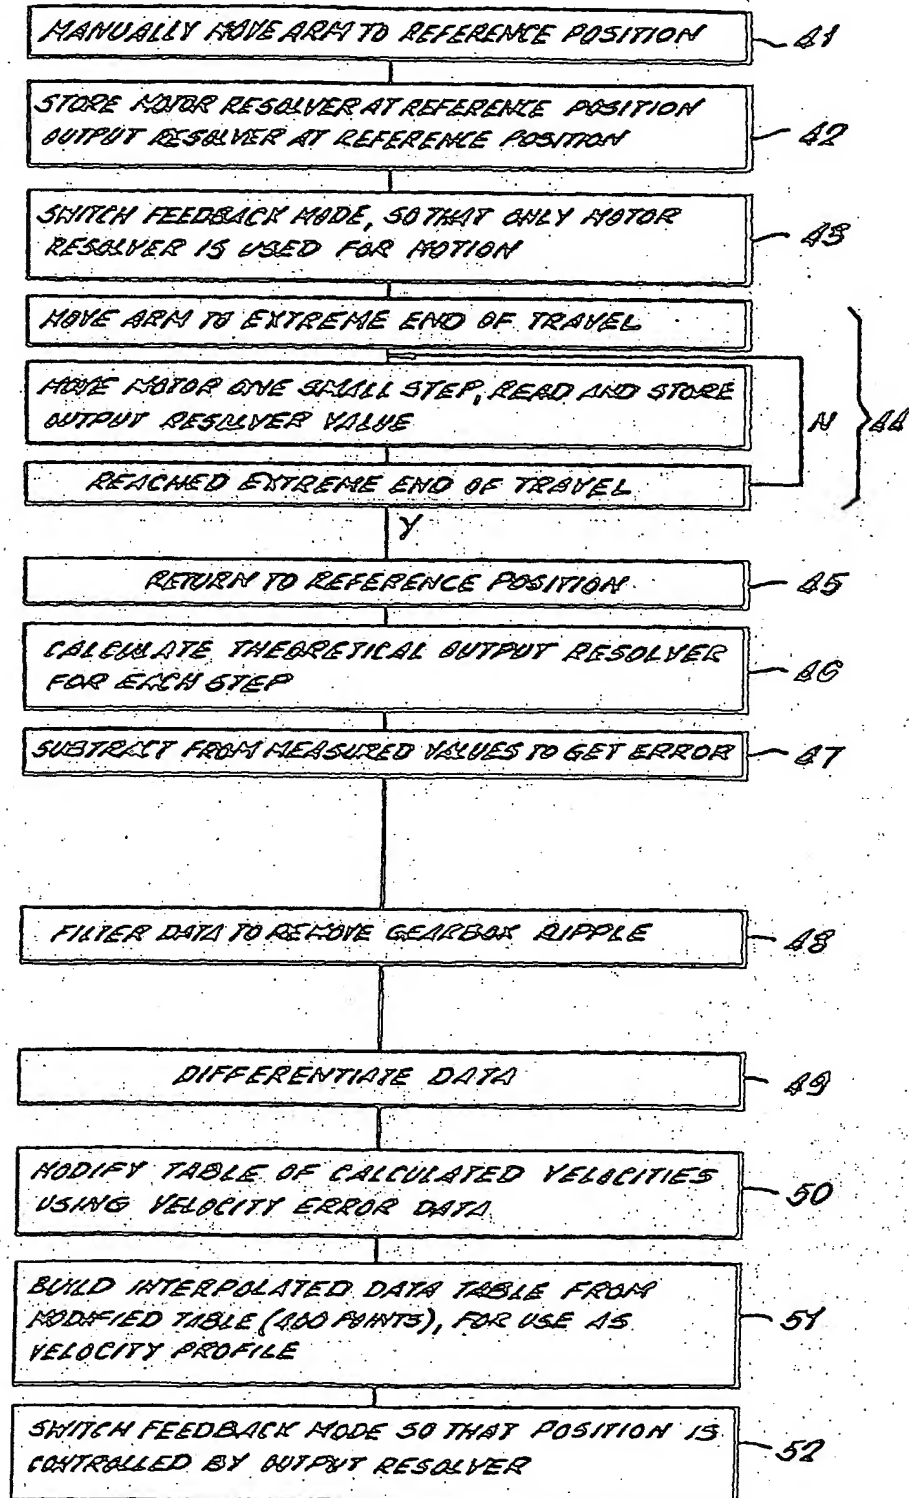 MANUALLY MOVE ARM TO REFERENCE POSITION 41
STORE MOTOR RESOLVER AT REFERENCE POSITION
OUTPUT RESOLVER AT REFERENCE POSITION 42
SWITCH FEEDBACK MODE, SO THAT ONLY MOTOR
RESOLVER IS USED FOR MOTION 43
MOVE ARM TO EXTREME END OF TRAVEL
MOVE MOTOR ONE SMALL STEP, READ AND STORE
OUTPUT RESOLVER VALUE N 44
REACHED EXTREME END OF TRAVEL
Y
RETURN TO REFERENCE POSITION 45
CALCULATE THEORETICAL OUTPUT RESOLVER
FOR EACH STEP 46
SUBTRACT FROM MEASURED VALUES TO GET ERROR 47
FILTER DATA TO REMOVE GEARBOX RIPPLE 48
DIFFERENTIATE DATA 49
MODIFY TABLE OF CALCULATED VELOCITIES
USING VELOCITY ERROR DATA 50
BUILD INTERPOLATED DATA TABLE FROM
MODIFIED TABLE (400 POINTS), FOR USE AS
VELOCITY PROFILE 51
SWITCH FEEDBACK MODE SO THAT POSITION IS
CONTROLLED BY OUTPUT RESOLVER 52